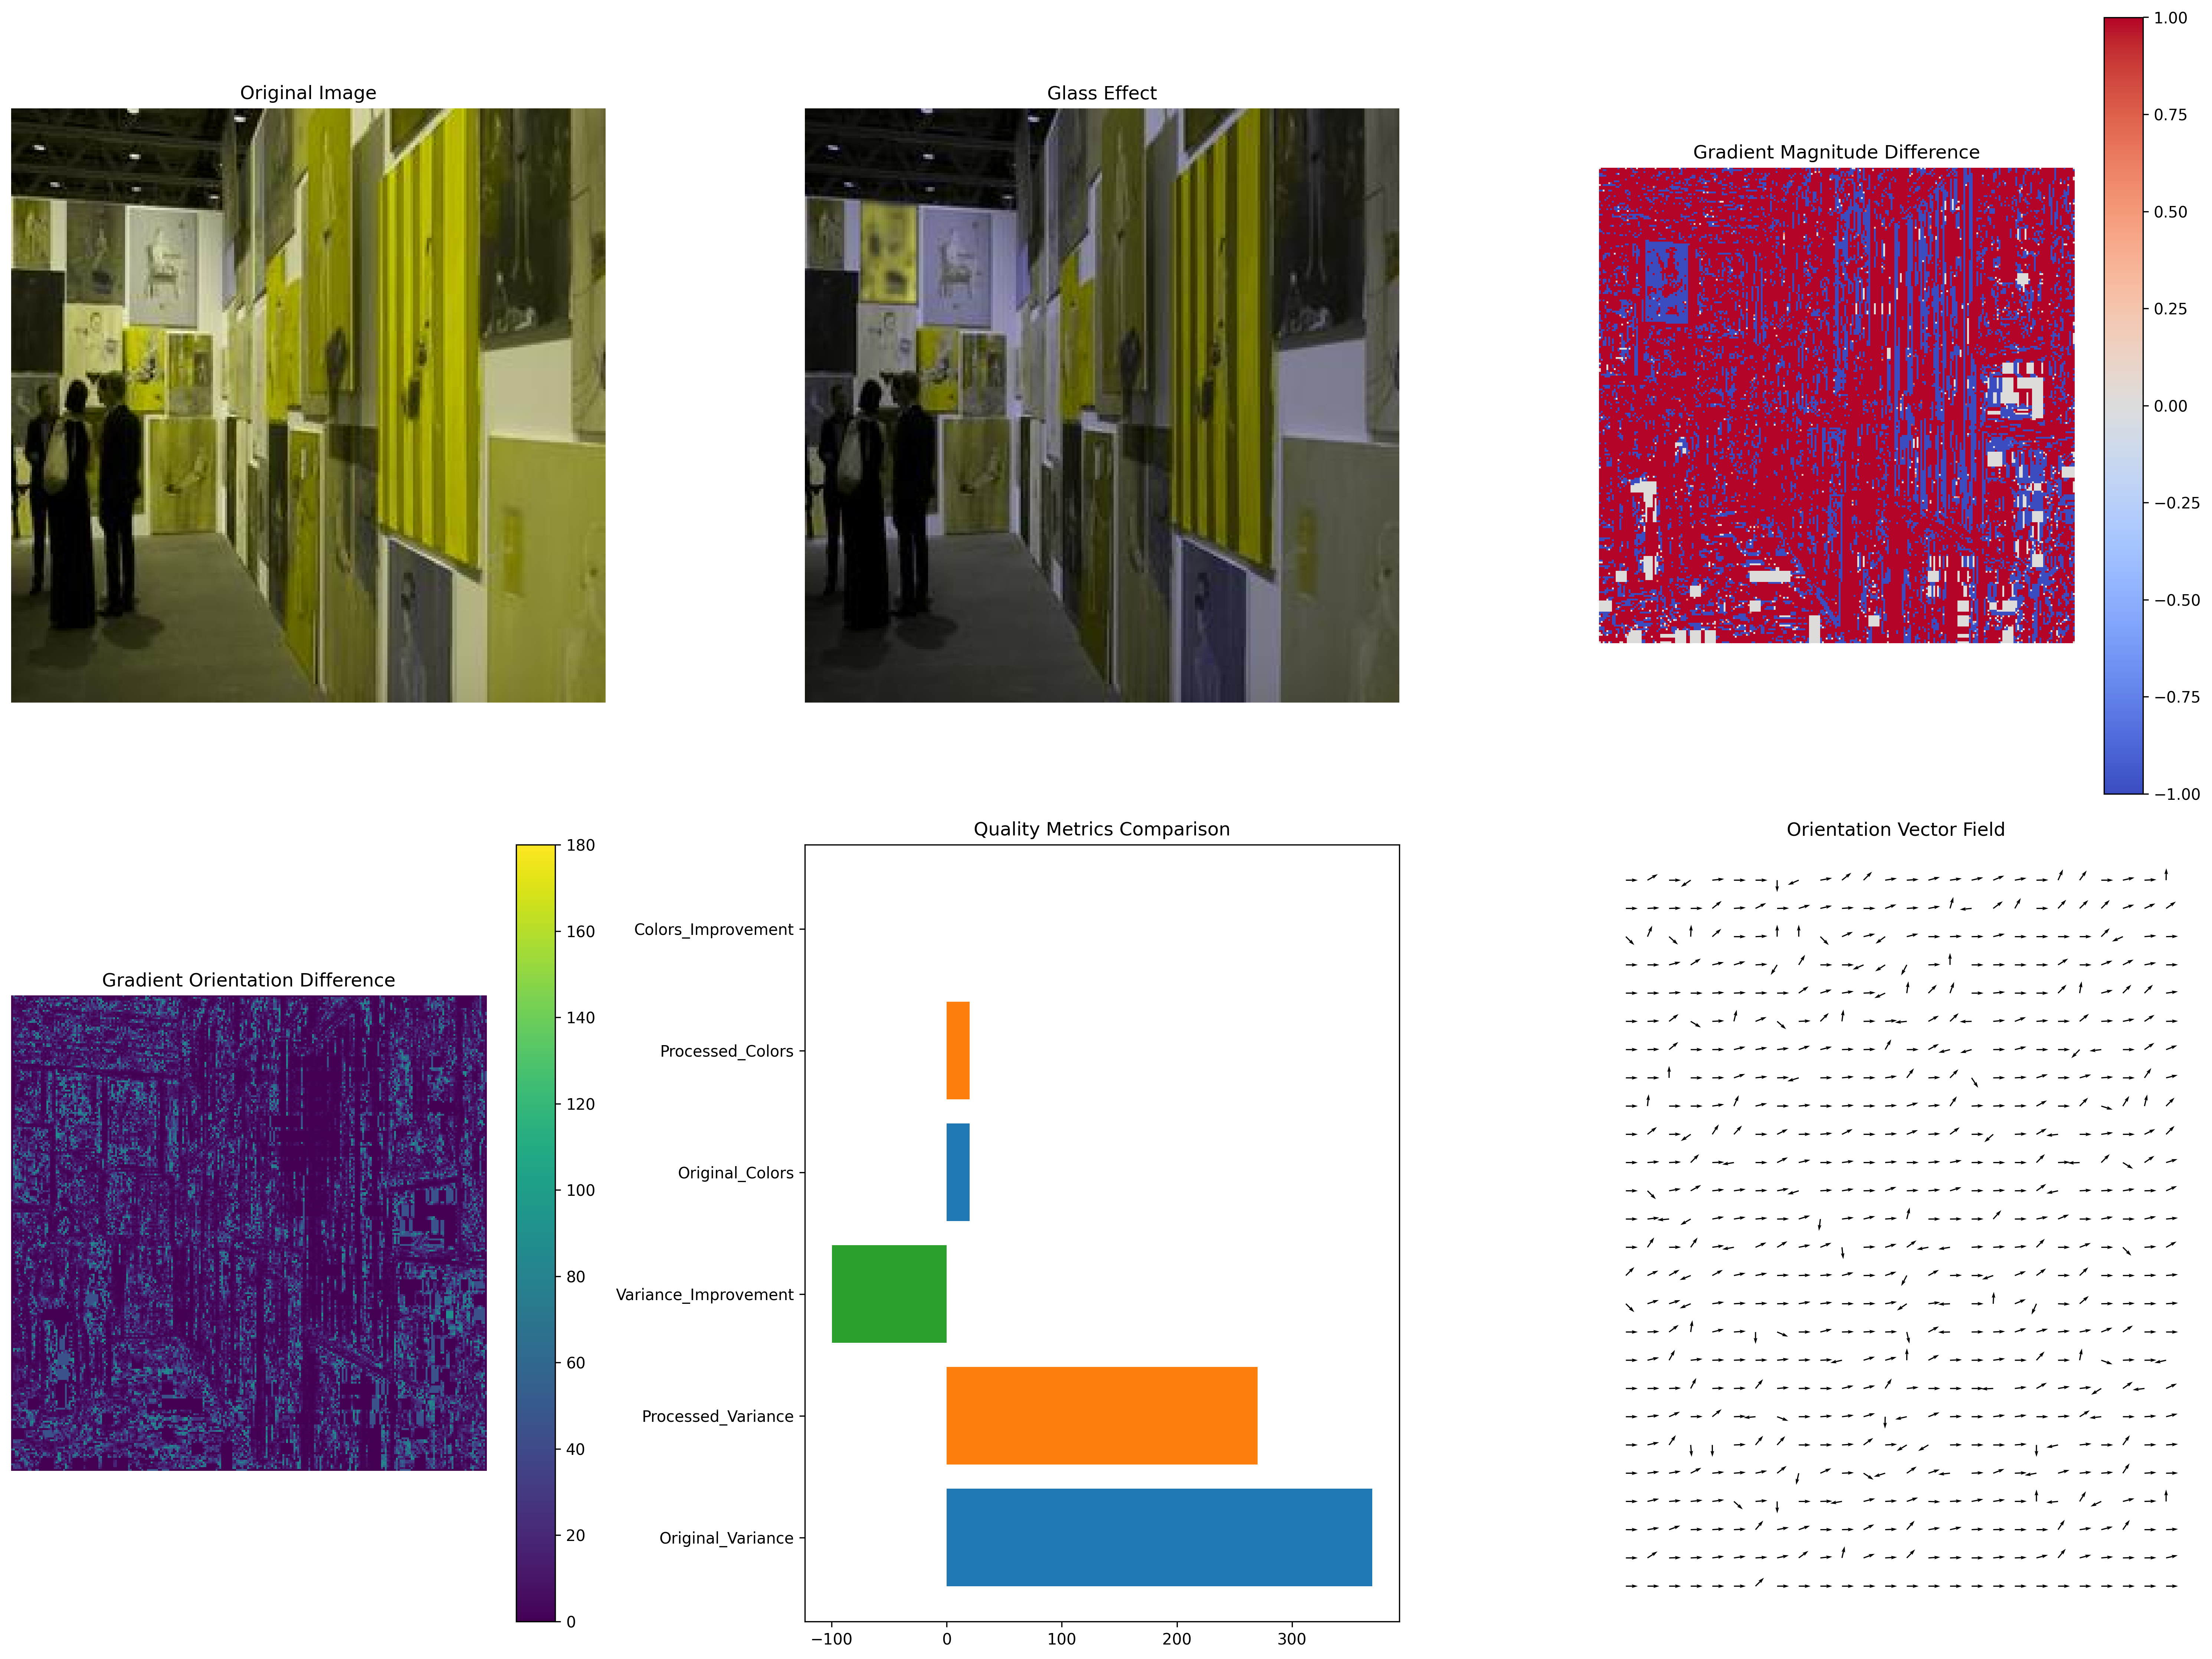 Original Image
Glass Effect
Gradient Magnitude Difference
1.00
0.75
0.50
0.25
0.00
−0.25
−0.50
−0.75
−1.00
Gradient Orientation Difference
180
160
140
120
100
80
60
40
20
0
Quality Metrics Comparison
Colors_Improvement
Processed_Colors
Original_Colors
Variance_Improvement
Processed_Variance
Original_Variance
−100 0 100 200 300
Orientation Vector Field